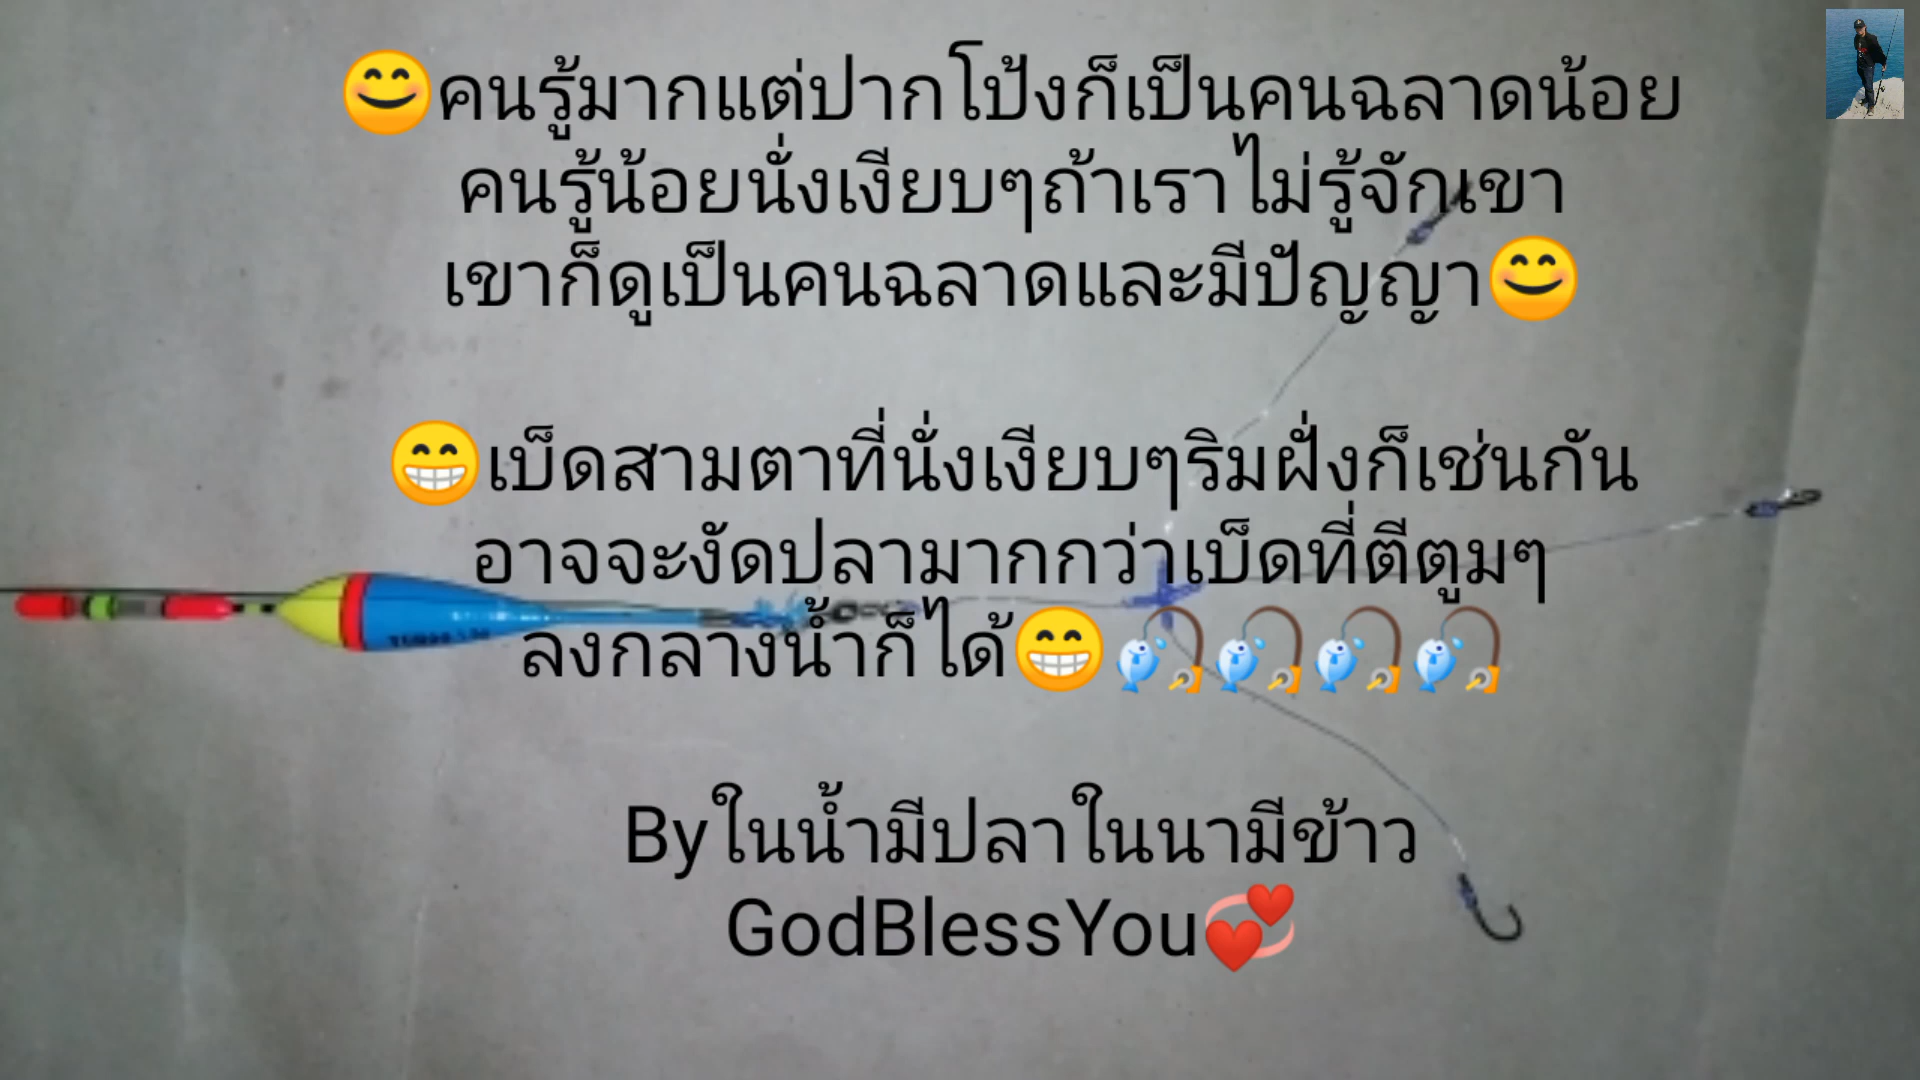 😊คนรู้มากแต่ปากโป้งก็เป็นคนฉลาดน้อย
คนรู้น้อยนั่งเงียบๆถ้าเราไม่รู้จักเขา
เขาก็ดูเป็นคนฉลาดและมีปัญญา😊
😁เบ็ดสามตาที่นั่งเงียบๆริมฝั่งก็เช่นกัน
อาจจะงัดปลามากกว่าเบ็ดที่ตีตูมๆ
ลงกลางน้ำก็ได้😁🎣🎣🎣🎣
Byในน้ำมีปลาในนามีข้าว
GodBlessYou💞